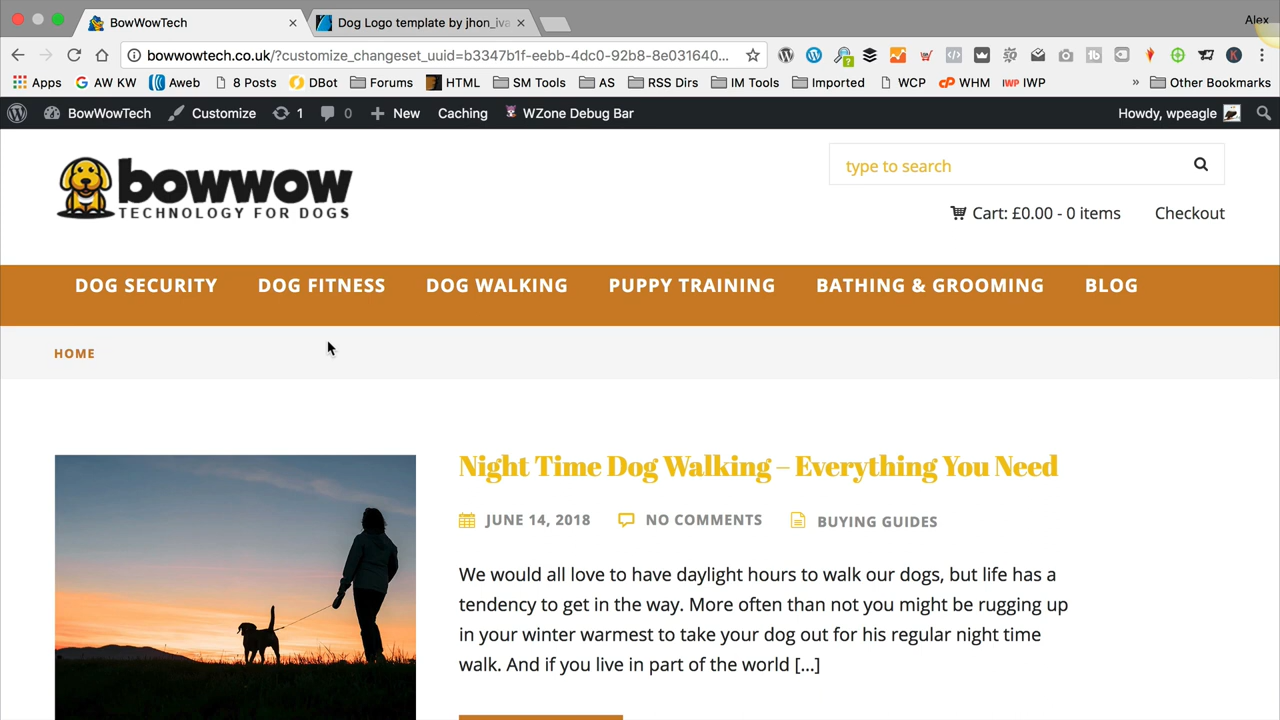 Alex
BowWowTech
Dog Logo template by jhon_iva
bowwowtech.co.uk/?customize_changeset_uuid=b3347b1f-eebb-4dc0-92b8-8e031640...
Apps
AW KW
Aweb
8 Posts
DBot
Forums
HTML
SM Tools
AS
RSS Dirs
IM Tools
Imported
WCP
WHM
IWP
Other Bookmarks
BowWowTech
Customize
1
0
New
Caching
WZone Debug Bar
Howdy, wpeagle
bowwow
TECHNOLOGY FOR DOGS
type to search
Cart: £0.00 - 0 items
Checkout
DOG SECURITY
DOG FITNESS
DOG WALKING
PUPPY TRAINING
BATHING & GROOMING
BLOG
HOME
Night Time Dog Walking – Everything You Need
JUNE 14, 2018
NO COMMENTS
BUYING GUIDES
We would all love to have daylight hours to walk our dogs, but life has a
tendency to get in the way. More often than not you might be rugging up
in your winter warmest to take your dog out for his regular night time
walk. And if you live in part of the world [...]